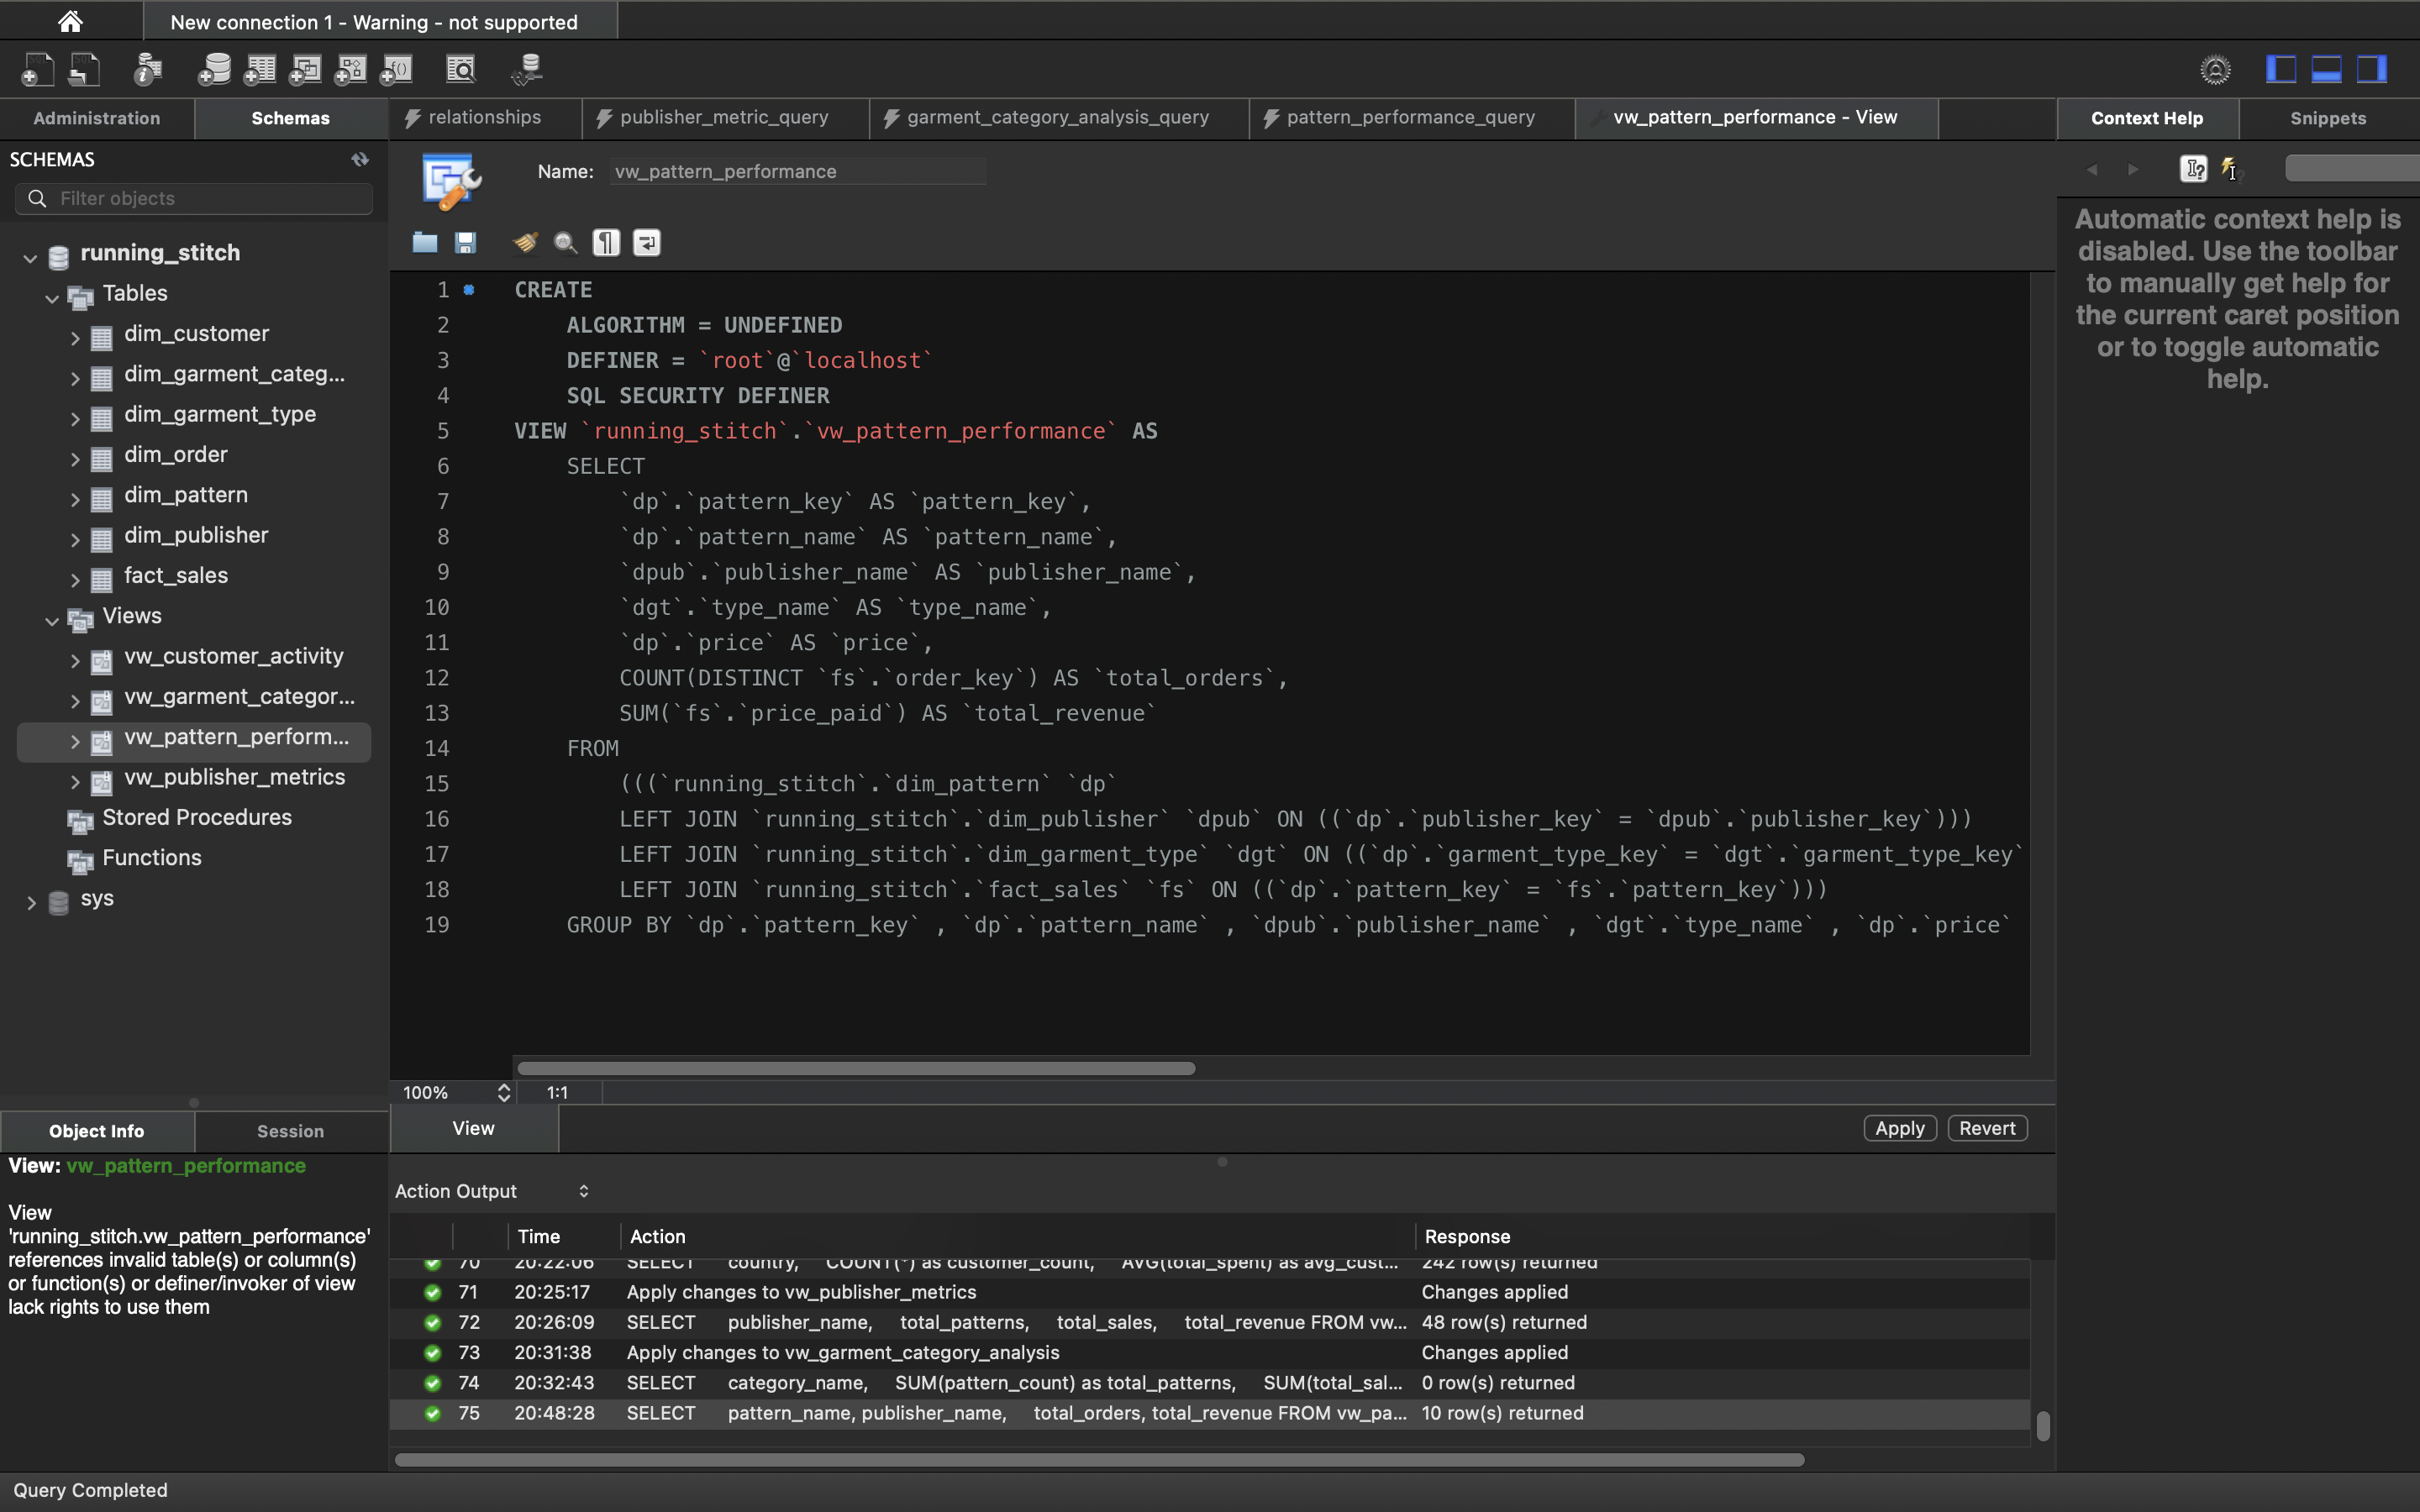 New connection 1 - Warning - not supported
Administration
Schemas
relationships
publisher_metric_query
garment_category_analysis_query
pattern_performance_query
vw_pattern_performance - View
Context Help
Snippets
SCHEMAS
Filter objects
running_stitch
Tables
dim_customer
dim_garment_categ...
dim_garment_type
dim_order
dim_pattern
dim_publisher
fact_sales
Views
vw_customer_activity
vw_garment_categor...
vw_pattern_perform...
vw_publisher_metrics
Stored Procedures
Functions
sys
Name: vw_pattern_performance
1 CREATE
2 ALGORITHM = UNDEFINED
3 DEFINER = `root`@`localhost`
4 SQL SECURITY DEFINER
5 VIEW `running_stitch`.`vw_pattern_performance` AS
6 SELECT
7 `dp`.`pattern_key` AS `pattern_key`,
8 `dp`.`pattern_name` AS `pattern_name`,
9 `dpub`.`publisher_name` AS `publisher_name`,
10 `dgt`.`type_name` AS `type_name`,
11 `dp`.`price` AS `price`,
12 COUNT(DISTINCT `fs`.`order_key`) AS `total_orders`,
13 SUM(`fs`.`price_paid`) AS `total_revenue`
14 FROM
15 (((`running_stitch`.`dim_pattern` `dp`
16 LEFT JOIN `running_stitch`.`dim_publisher` `dpub` ON ((`dp`.`publisher_key` = `dpub`.`publisher_key`)))
17 LEFT JOIN `running_stitch`.`dim_garment_type` `dgt` ON ((`dp`.`garment_type_key` = `dgt`.`garment_type_key`
18 LEFT JOIN `running_stitch`.`fact_sales` `fs` ON ((`dp`.`pattern_key` = `fs`.`pattern_key`)))
19 GROUP BY `dp`.`pattern_key` , `dp`.`pattern_name` , `dpub`.`publisher_name` , `dgt`.`type_name` , `dp`.`price`
100% 1:1
View
Apply
Revert
Automatic context help is
disabled. Use the toolbar
to manually get help for
the current caret position
or to toggle automatic
help.
Object Info
Session
View: vw_pattern_performance
View
'running_stitch.vw_pattern_performance'
references invalid table(s) or column(s)
or function(s) or definer/invoker of view
lack rights to use them
Action Output
Time Action Response
70 20:22:06 SELECT country, COUNT(*) as customer_count, AVG(total_spent) as avg_cust... 242 row(s) returned
71 20:25:17 Apply changes to vw_publisher_metrics Changes applied
72 20:26:09 SELECT publisher_name, total_patterns, total_sales, total_revenue FROM vw... 48 row(s) returned
73 20:31:38 Apply changes to vw_garment_category_analysis Changes applied
74 20:32:43 SELECT category_name, SUM(pattern_count) as total_patterns, SUM(total_sal... 0 row(s) returned
75 20:48:28 SELECT pattern_name, publisher_name, total_orders, total_revenue FROM vw_pa... 10 row(s) returned
Query Completed